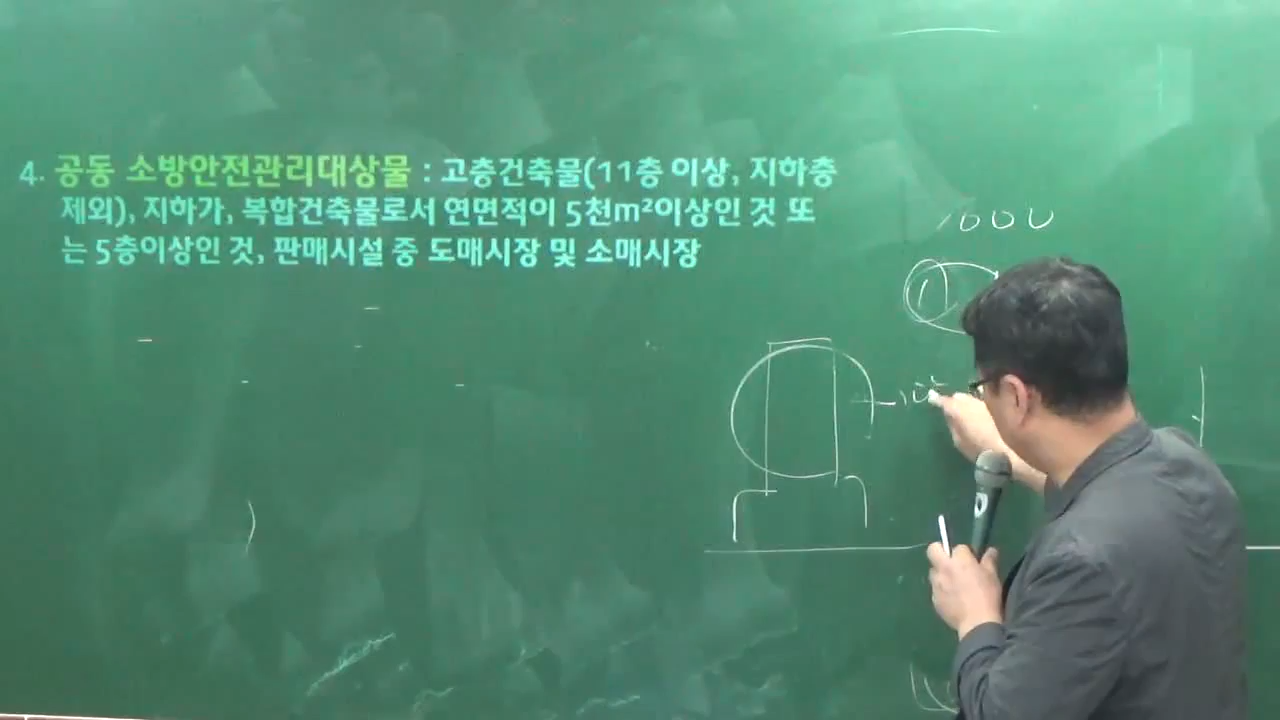 4. 공동 소방안전관리대상물 : 고층건축물(11층 이상, 지하층
제외), 지하가, 복합건축물로서 연면적이 5천m²이상인 것 또
는 5층이상인 것, 판매시설 중 도매시장 및 소매시장
1000
1